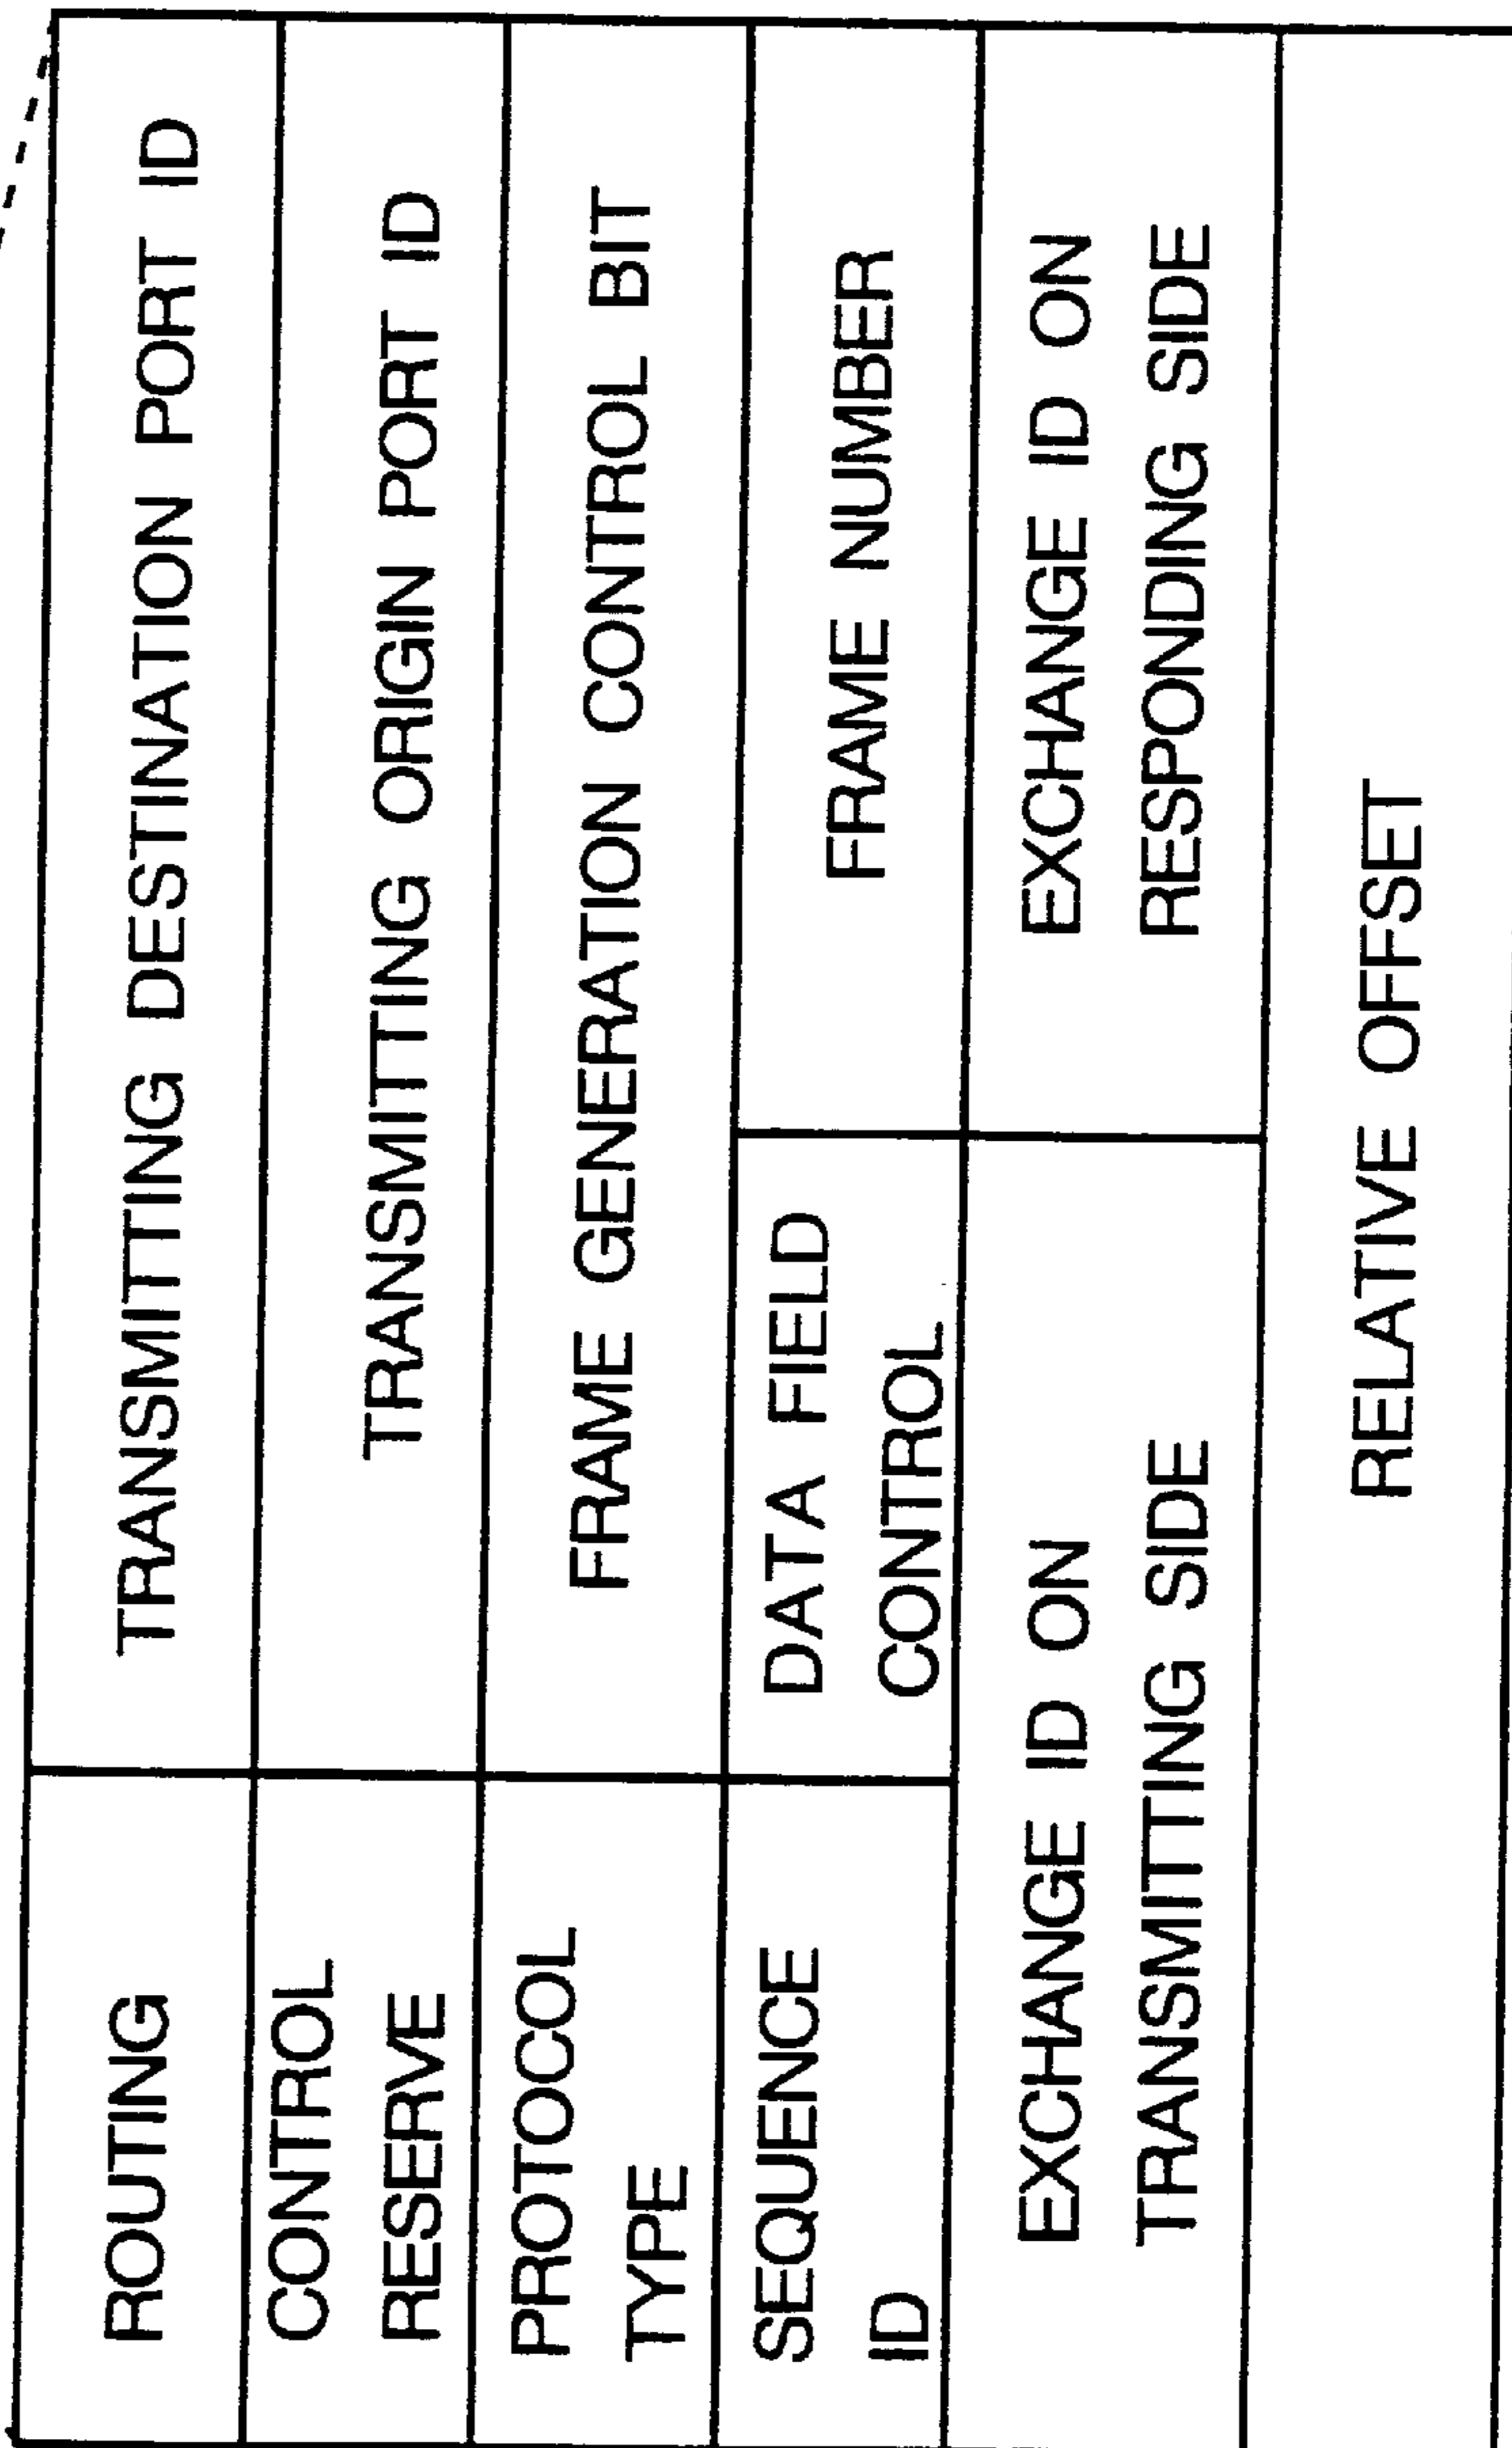 ROUTING
TRANSMITTING DESTINATION PORT ID
CONTROL
RESERVE
TRANSMITTING ORIGIN PORT ID
PROTOCOL
TYPE
FRAME GENERATION CONTROL BIT
SEQUENCE
ID
DATA FIELD
CONTROL
FRAME NUMBER
EXCHANGE ID ON
TRANSMITTING SIDE
EXCHANGE ID ON
RESPONDING SIDE
RELATIVE OFFSET